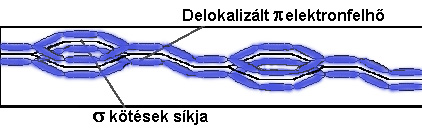 Delokalizált π elektronfelhő
σ kötések síkja